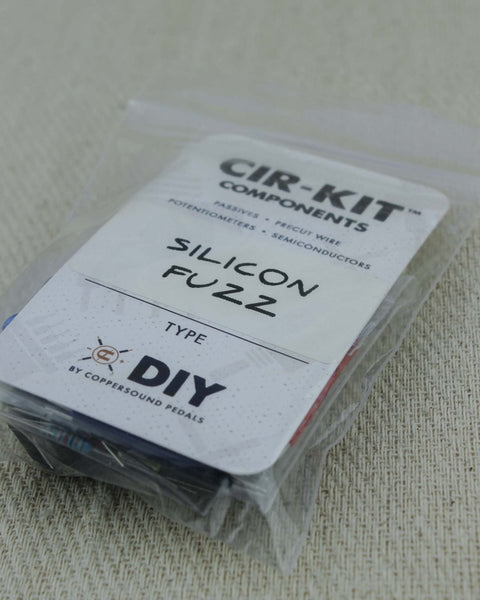 CIR-KIT™
COMPONENTS
PASSIVES • PRECUT WIRE
POTENTIOMETERS • SEMICONDUCTORS
SILICON
FUZZ
TYPE
DIY
BY COPPERSOUND PEDALS